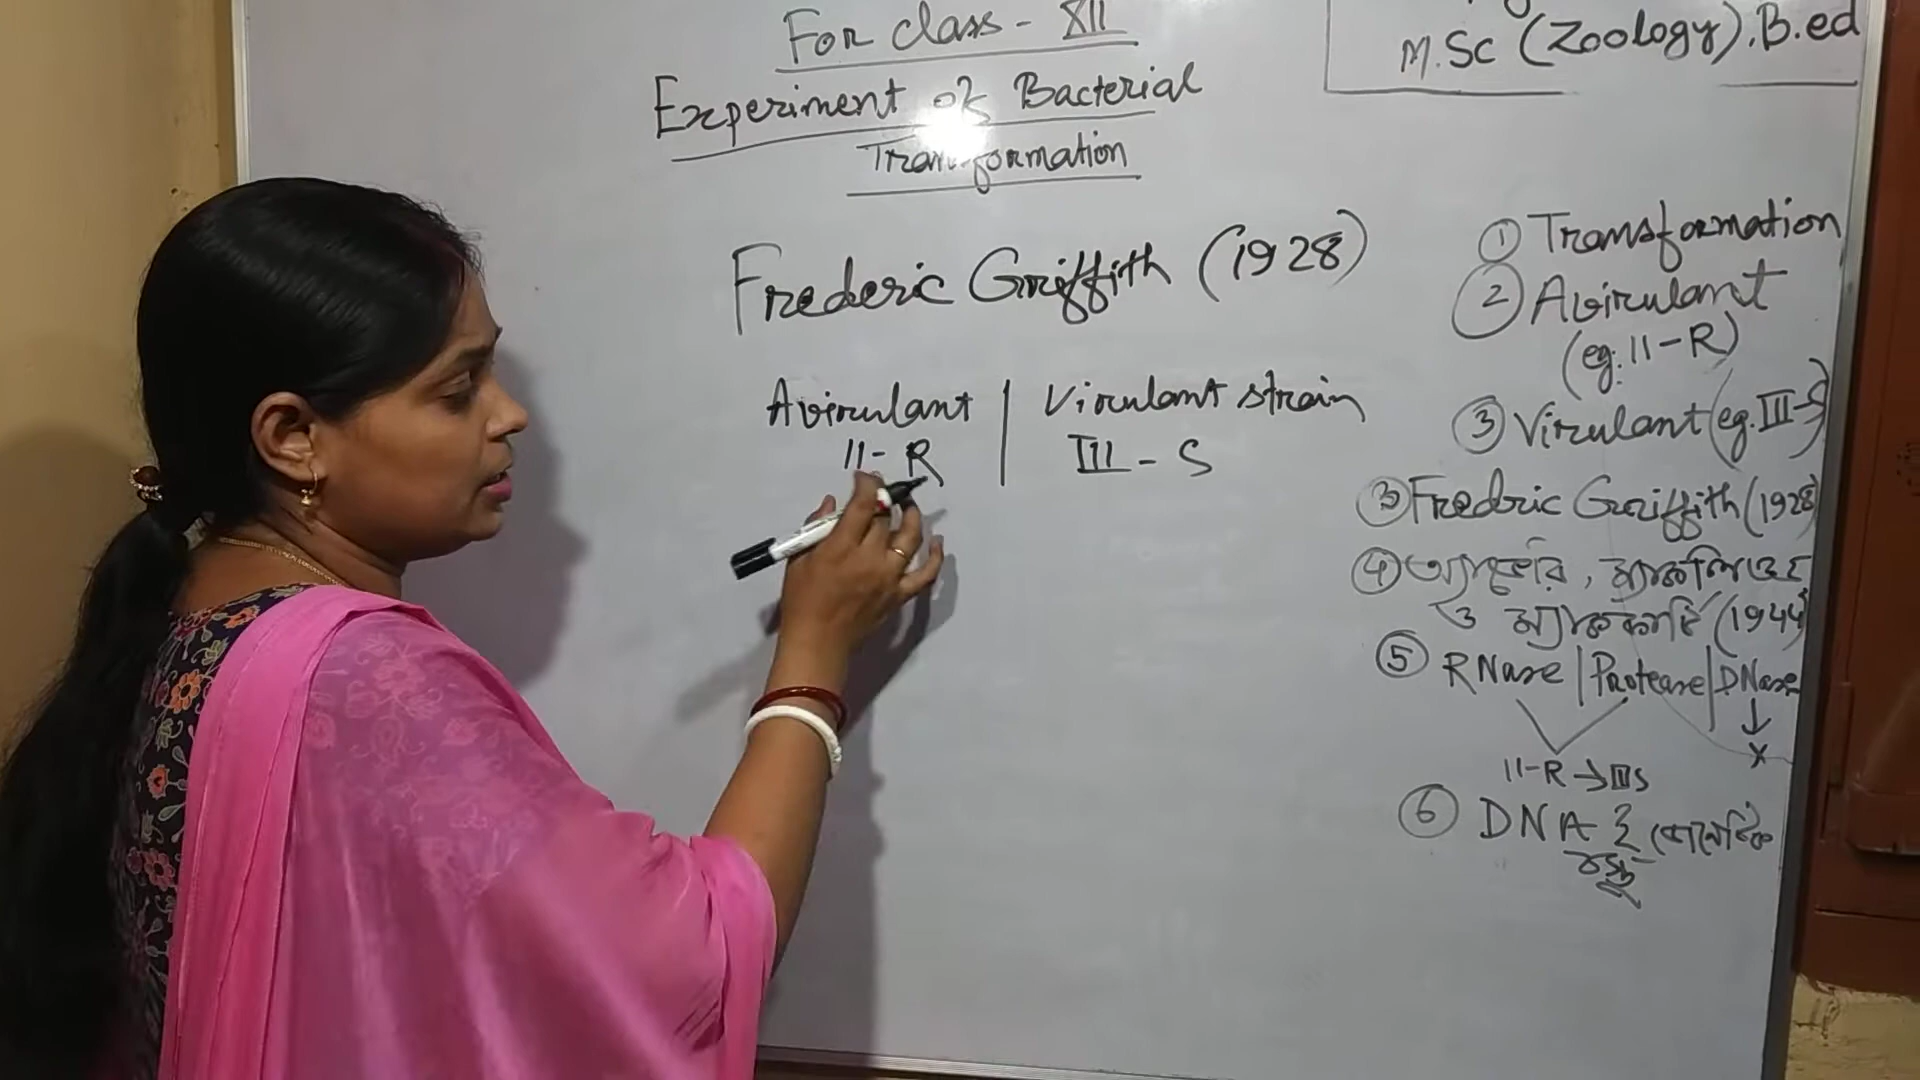 For class - XII
Experiment of Bacterial
Transformation
M.Sc (Zoology), B.ed
Frederic Griffith (1928)
Avirulant | Virulant strain
II - R | III - S
① Transformation
② Avirulant
(eg: II - R)
③ Virulant (eg. III-S)
③ Fredric Griffith (1928)
④ অ্যাভেরি, ম্যাকলিওড
ও ম্যাককার্টি (1944)
⑤ RNase | Protease | DNase
↓
X
II-R → IIIS
⑥ DNA ই জেনেটিক
বস্তু